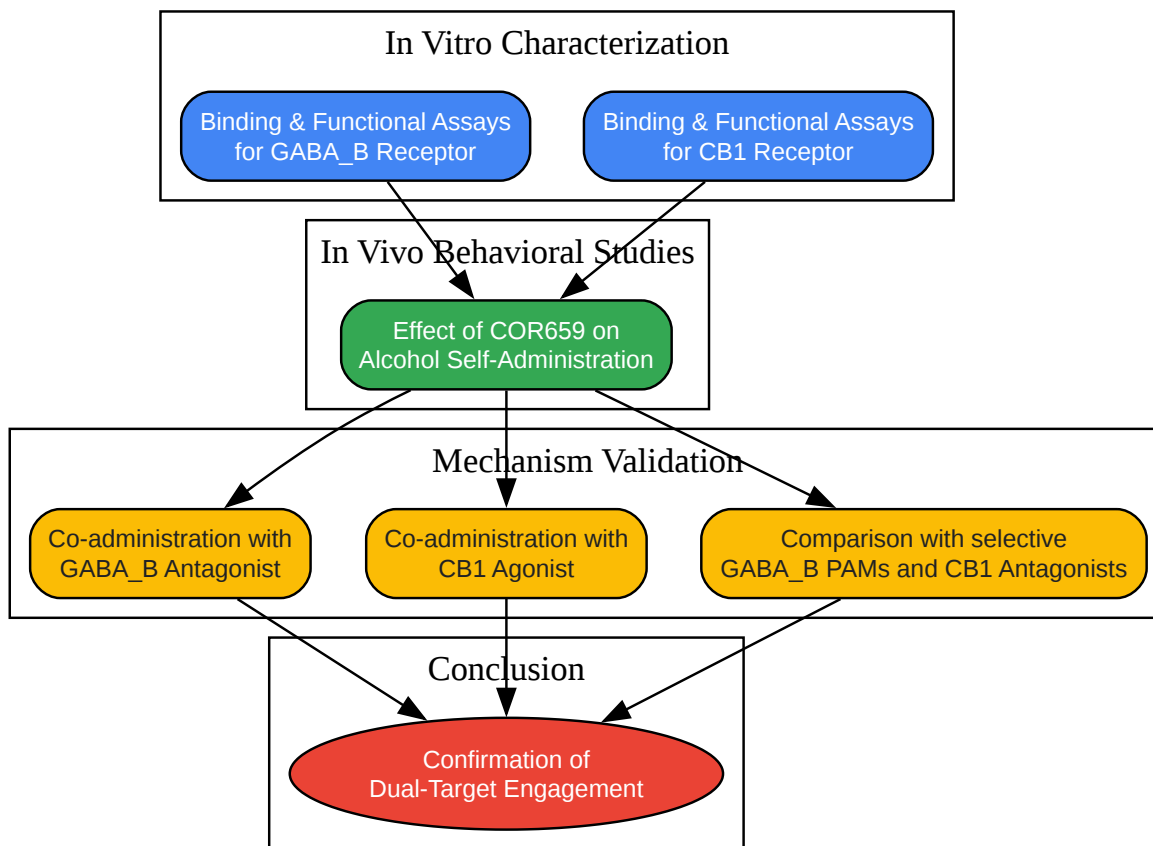 In Vitro Characterization
Binding & Functional Assays
for GABA_B Receptor
Binding & Functional Assays
for CB1 Receptor
In Vivo Behavioral Studies
Effect of COR659 on
Alcohol Self-Administration
Mechanism Validation
Co-administration with
GABA_B Antagonist
Co-administration with
CB1 Agonist
Comparison with selective
GABA_B PAMs and CB1 Antagonists
Conclusion
Confirmation of
Dual-Target Engagement